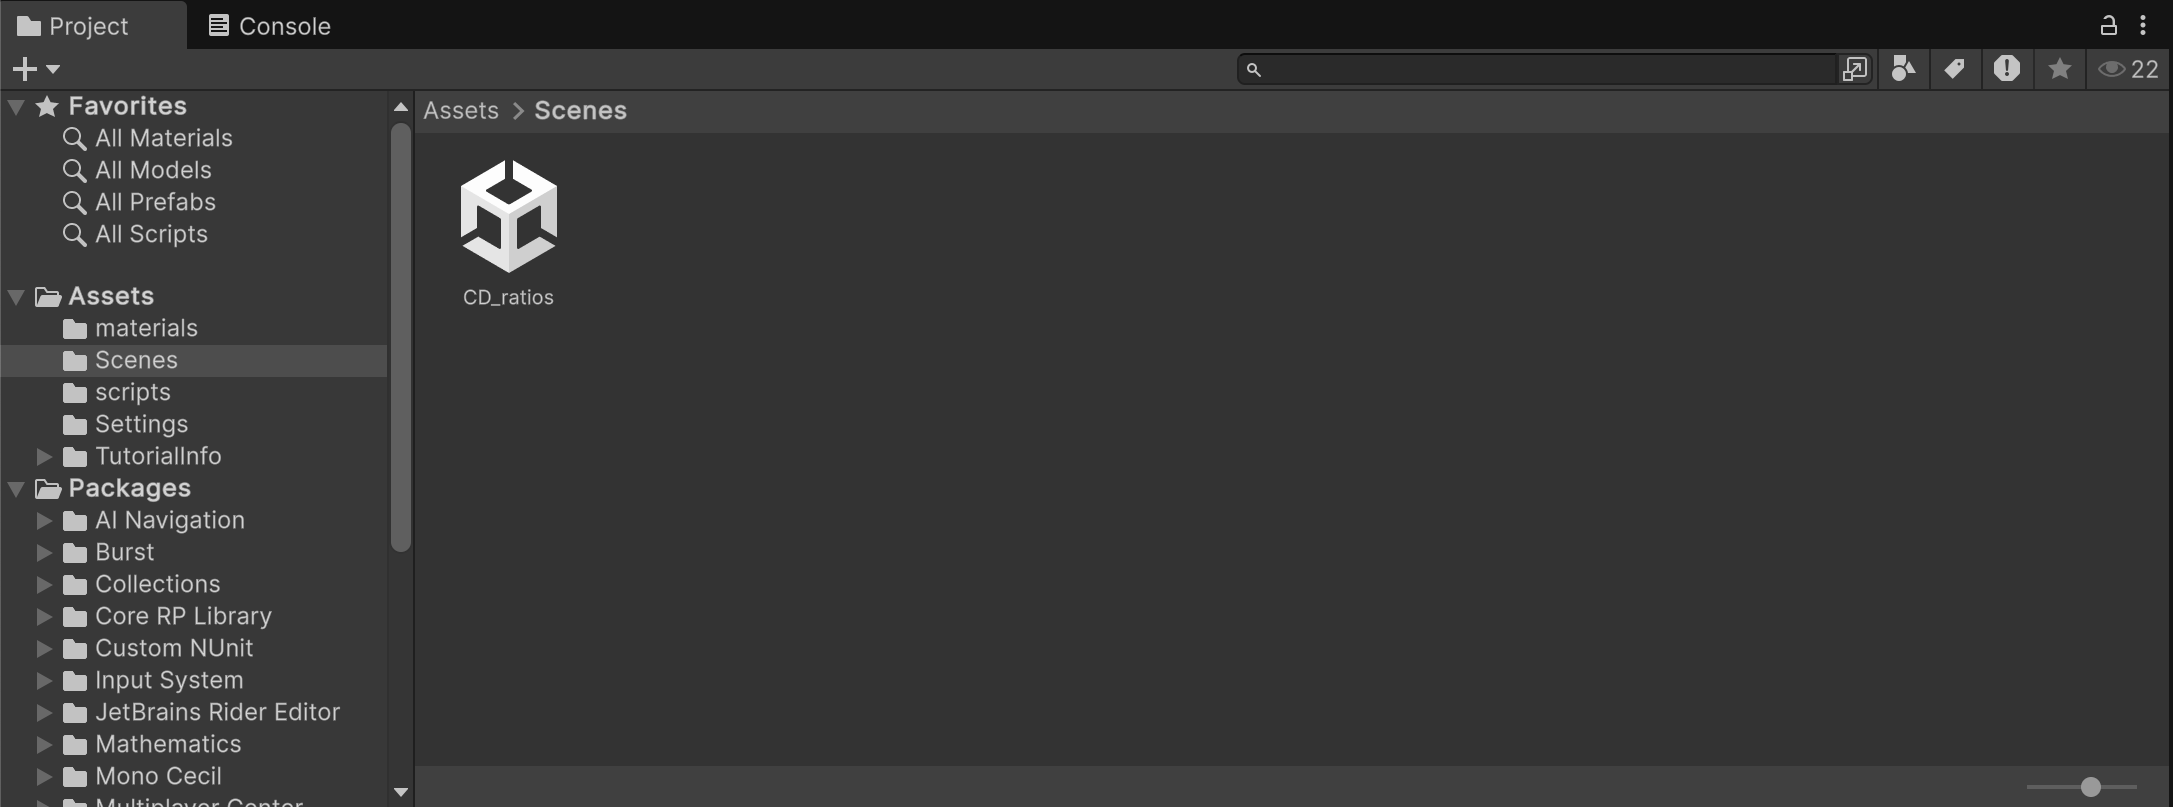 Project
Console
22
Favorites
All Materials
All Models
All Prefabs
All Scripts
Assets
materials
Scenes
scripts
Settings
TutorialInfo
Packages
AI Navigation
Burst
Collections
Core RP Library
Custom NUnit
Input System
JetBrains Rider Editor
Mathematics
Mono Cecil
Multiplayer Center
Assets > Scenes
CD_ratios